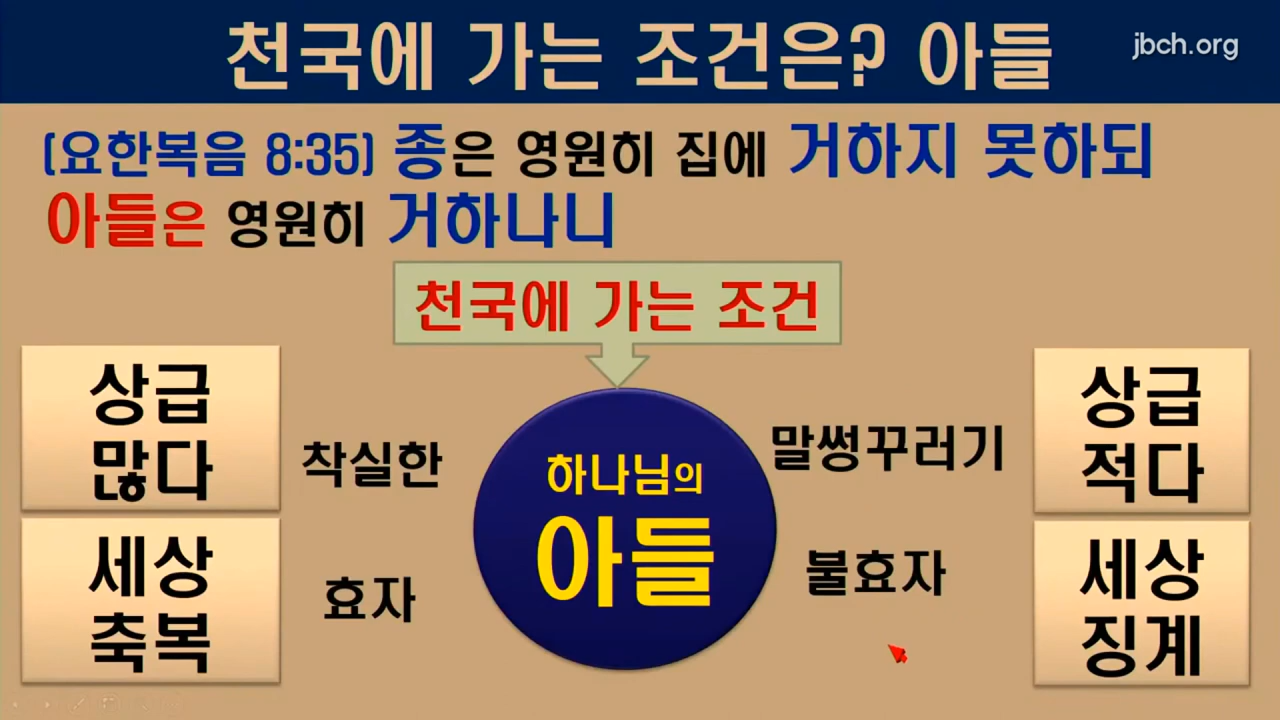 천국에 가는 조건은? 아들
jbch.org
(요한복음 8:35) 종은 영원히 집에 거하지 못하되
아들은 영원히 거하나니
천국에 가는 조건
상급
많다
착실한
하나님의
아들
말썽꾸러기
상급
적다
세상
축복
효자
불효자
세상
징계